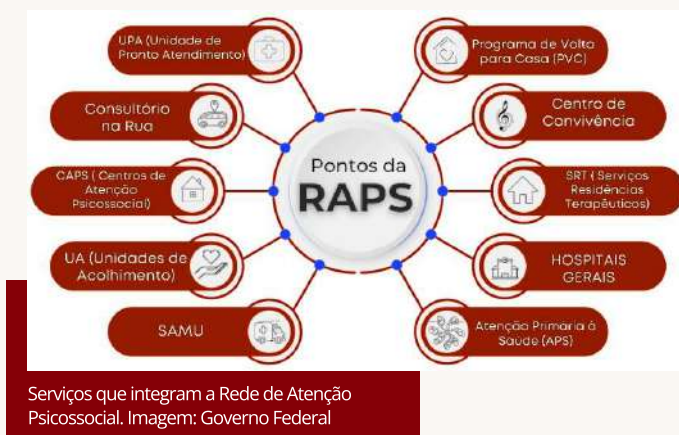 UPA (Unidade de
Pronto Atendimento)
Consultório
na Rua
CAPS ( Centros de
Atenção
Psicossocial)
UA (Unidades de
Acolhimento)
SAMU
Pontos da
RAPS
Programa de Volta
para Casa (PVC)
Centro de
Convivência
SRT (Serviços
Residências
Terapêuticos)
HOSPITAIS
GERAIS
Atenção Primária á
Saúde (APS)
Serviços que integram a Rede de Atenção
Psicossocial. Imagem: Governo Federal